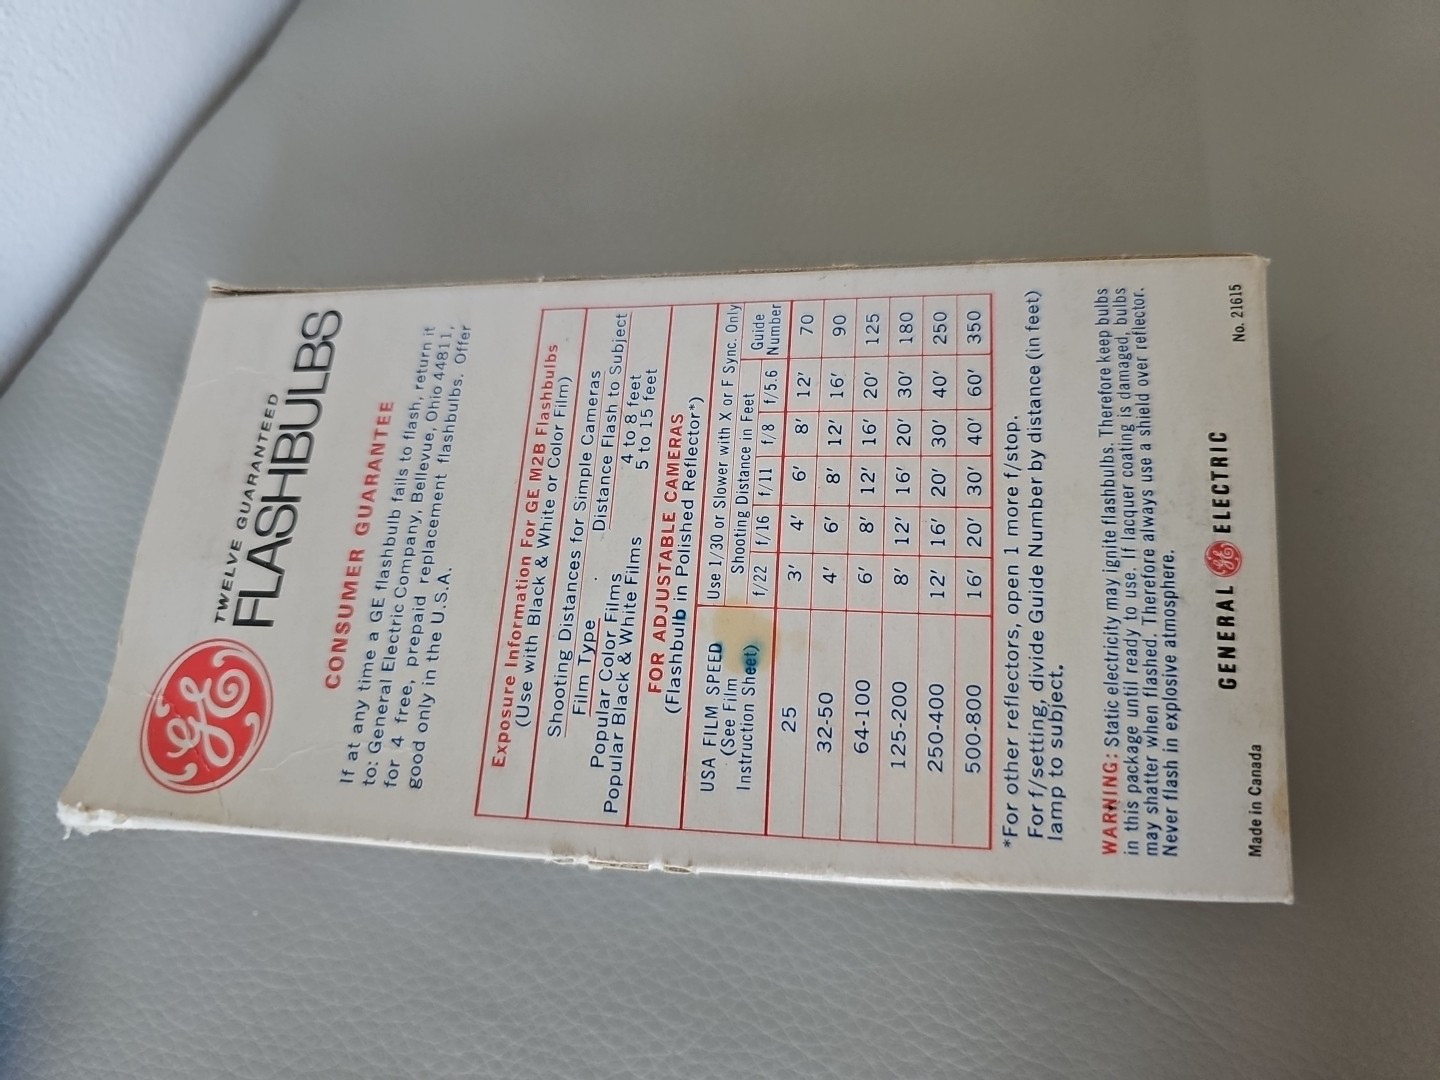 GE
TWELVE GUARANTEED
FLASHBULBS
CONSUMER GUARANTEE
If at any time a GE flashbulb fails to flash, return it
to: General Electric Company, Bellevue, Ohio 44811,
for 4 free, prepaid replacement flashbulbs. Offer
good only in the U.S.A.
Exposure Information For GE M2B Flashbulbs
(Use with Black & White or Color Film)
Shooting Distances for Simple Cameras
Film Type Distance Flash to Subject
Popular Color Films 4 to 8 feet
Popular Black & White Films 5 to 15 feet
FOR ADJUSTABLE CAMERAS
(Flashbulb in Polished Reflector*)
USA FILM SPEED
(See Film
Instruction Sheet)
Use 1/30 or Slower with X or F Sync. Only
Shooting Distance in Feet
Guide
Number
f/22 f/16 f/11 f/8 f/5.6
25 3' 4' 6' 8' 12' 70
32-50 4' 6' 8' 12' 16' 90
64-100 6' 8' 12' 16' 20' 125
125-200 8' 12' 16' 20' 30' 180
250-400 12' 16' 20' 30' 40' 250
500-800 16' 20' 30' 40' 60' 350
*For other reflectors, open 1 more f/stop.
For f/setting, divide Guide Number by distance (in feet)
lamp to subject.
WARNING: Static electricity may ignite flashbulbs. Therefore keep bulbs
in this package until ready to use. If lacquer coating is damaged, bulbs
may shatter when flashed. Therefore always use a shield over reflector.
Never flash in explosive atmosphere.
GENERAL GE ELECTRIC
Made in Canada No. 21615